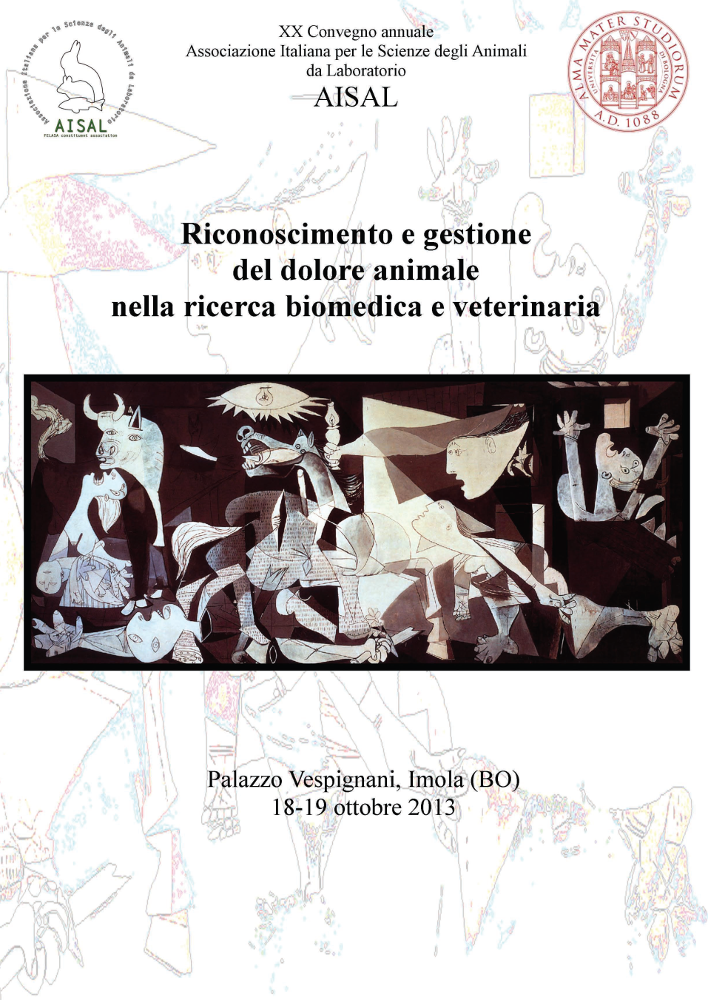 Associazione Italiana per le Scienze degli Animali da Laboratorio
AISAL
FELASA constituent association
XX Convegno annuale
Associazione Italiana per le Scienze degli Animali
da Laboratorio
AISAL
ALMA MATER STUDIORUM
UNIVERSITA DI BOLOGNA
A.D. 1088
Riconoscimento e gestione
del dolore animale
nella ricerca biomedica e veterinaria
Palazzo Vespignani, Imola (BO)
18-19 ottobre 2013